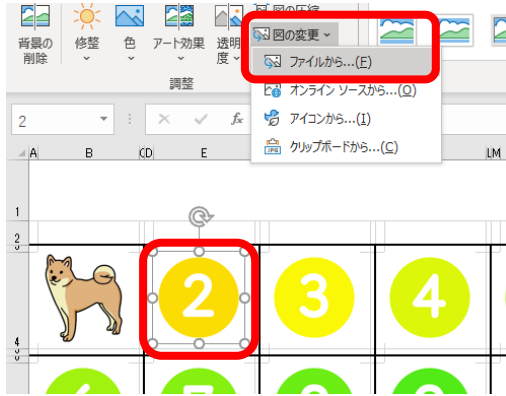 図の圧縮
背景の削除
修整
色
アート効果
透明度
図の変更
調整
ファイルから...(F)
オンライン ソースから...(O)
アイコンから...(I)
クリップボードから...(C)
2
fx
A B CD E LM
1
2
2 3 4
4